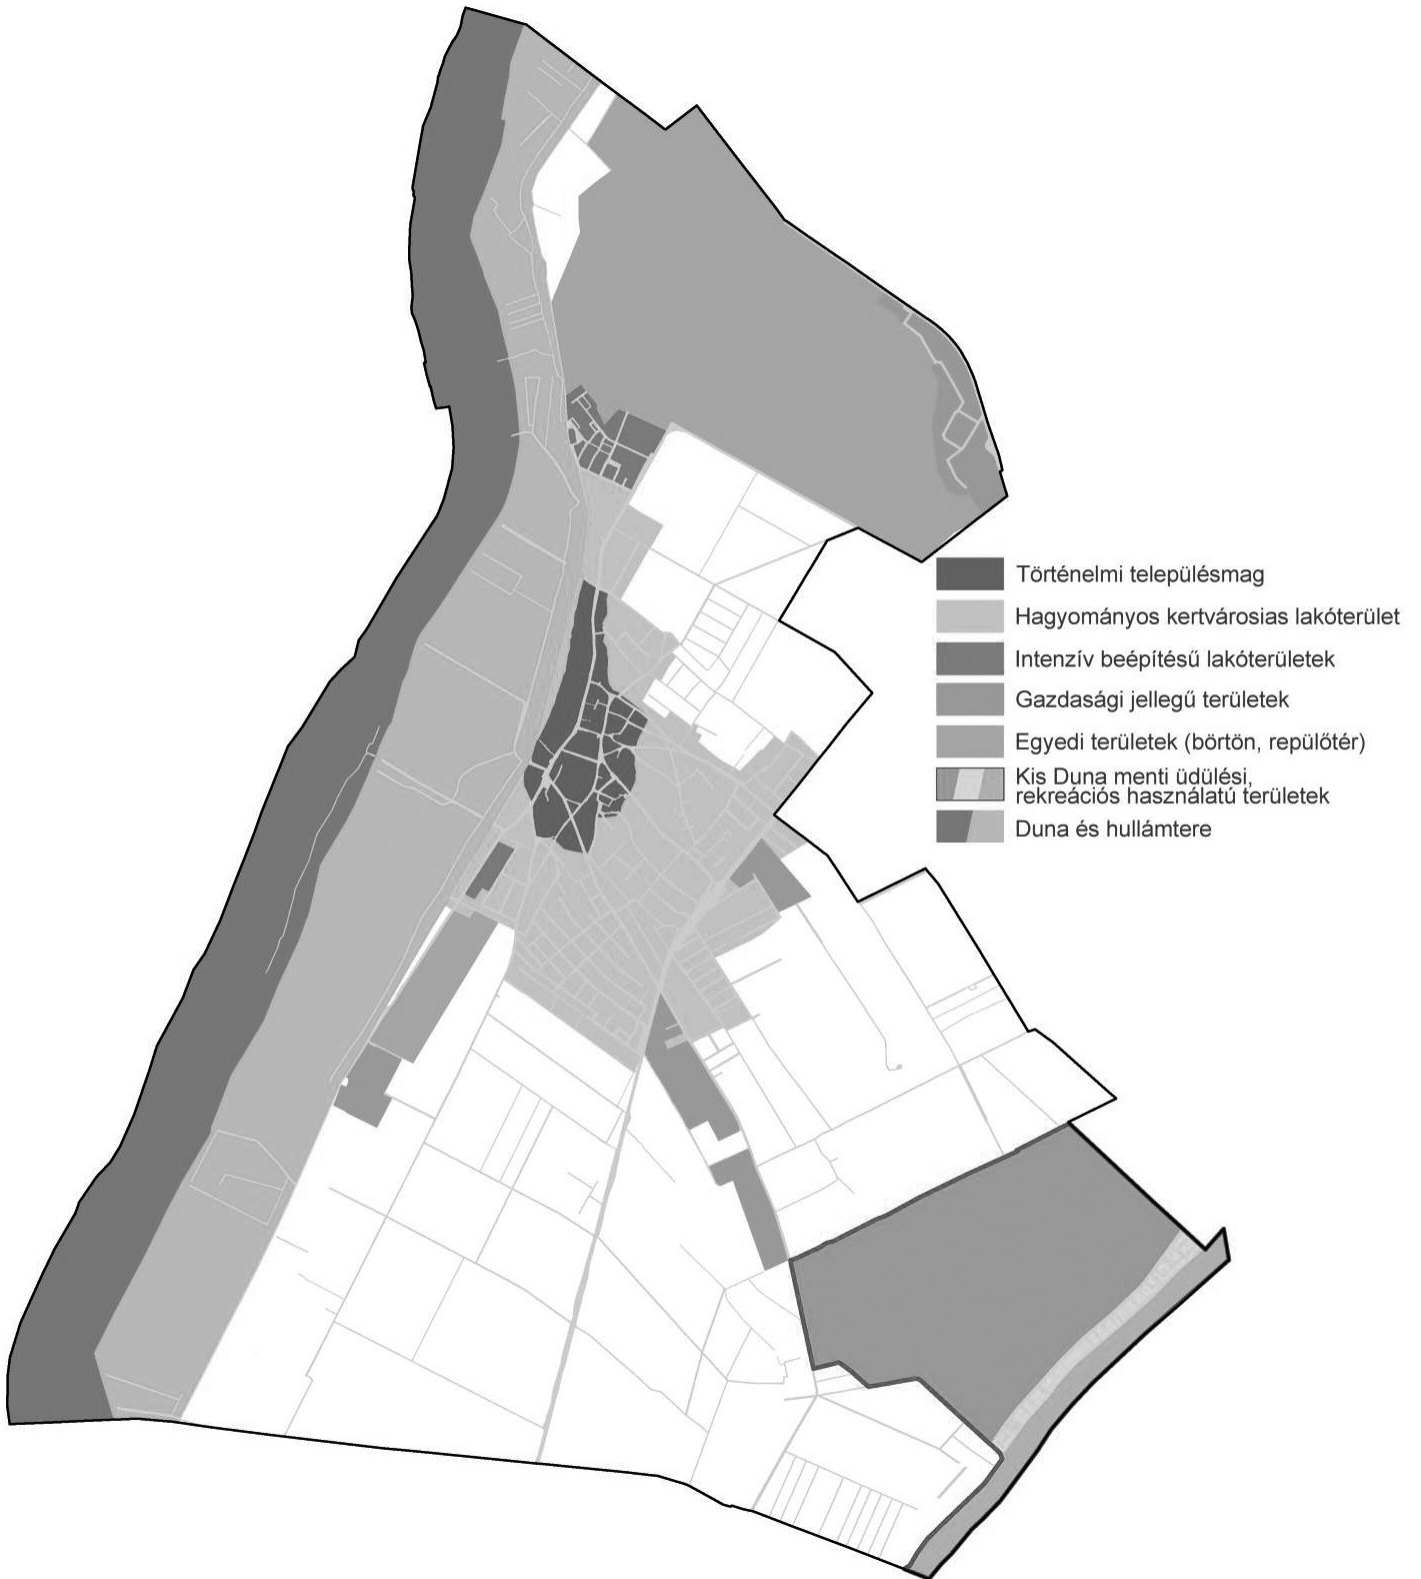 Történelmi településmag
Hagyományos kertvárosias lakóterület
Intenzív beépítésű lakóterületek
Gazdasági jellegű területek
Egyedi területek (börtön, repülőtér)
Kis Duna menti üdülési,
rekreációs használatú területek
Duna és hullámtere